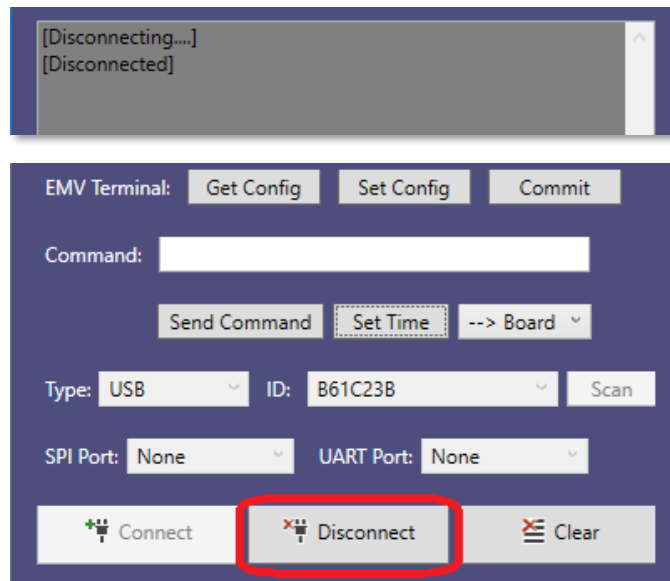 [Disconnecting....]
[Disconnected]
EMV Terminal: Get Config Set Config Commit
Command:
Send Command Set Time --> Board
Type: USB ID: B61C23B Scan
SPI Port: None UART Port: None
Connect Disconnect Clear